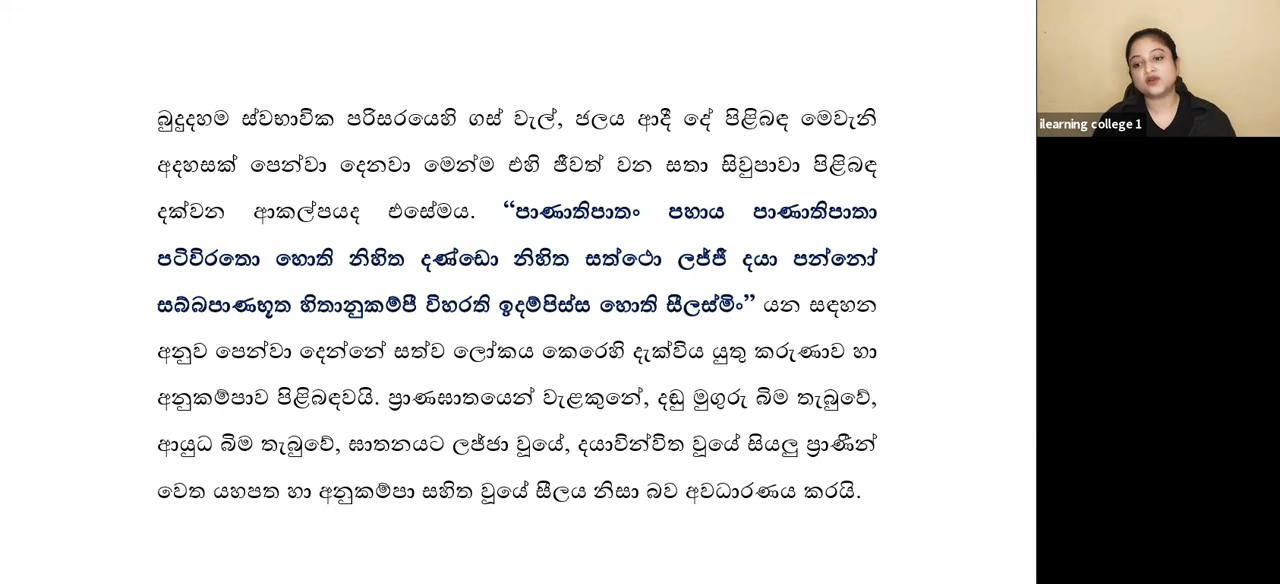 බුදුදහම ස්වභාවික පරිසරයෙහි ගස් වැල්, ජලය ආදී දේ පිළිබඳ මෙවැනි
අදහසක් පෙන්වා දෙනවා මෙන්ම එහි ජීවත් වන සතා සිවුපාවා පිළිබඳ
දක්වන ආකල්පයද එසේමය. “පාණාතිපාතං පහාය පාණාතිපාතා
පටිවිරතො හොති නිහිත දණ්ඩො නිහිත සත්ථො ලජ්ජී දයා පන්නෝ
සබ්බපාණභූත හිතානුකම්පී විහරති ඉදම්පිස්ස හොති සීලස්මිං” යන සඳහන
අනුව පෙන්වා දෙන්නේ සත්ව ලෝකය කෙරෙහි දැක්විය යුතු කරුණාව හා
අනුකම්පාව පිළිබඳවයි. ප්‍රාණඝාතයෙන් වැළකුනේ, දඬු මුගුරු බිම තැබුවේ,
ආයුධ බිම තැබුවේ, ඝාතනයට ලජ්ජා වූයේ, දයාවින්විත වූයේ සියලු ප්‍රාණීන්
වෙත යහපත හා අනුකම්පා සහිත වූයේ සීලය නිසා බව අවධාරණය කරයි.
ilearning college 1